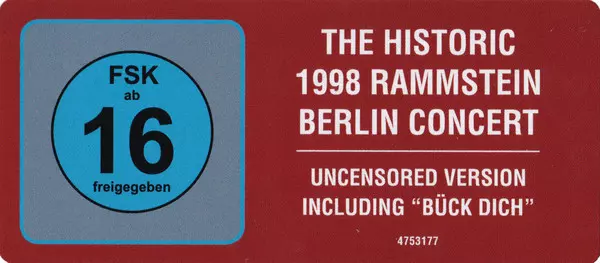 FSK
ab
16
freigegeben
THE HISTORIC
1998 RAMMSTEIN
BERLIN CONCERT
UNCENSORED VERSION
INCLUDING “BÜCK DICH”
4753177